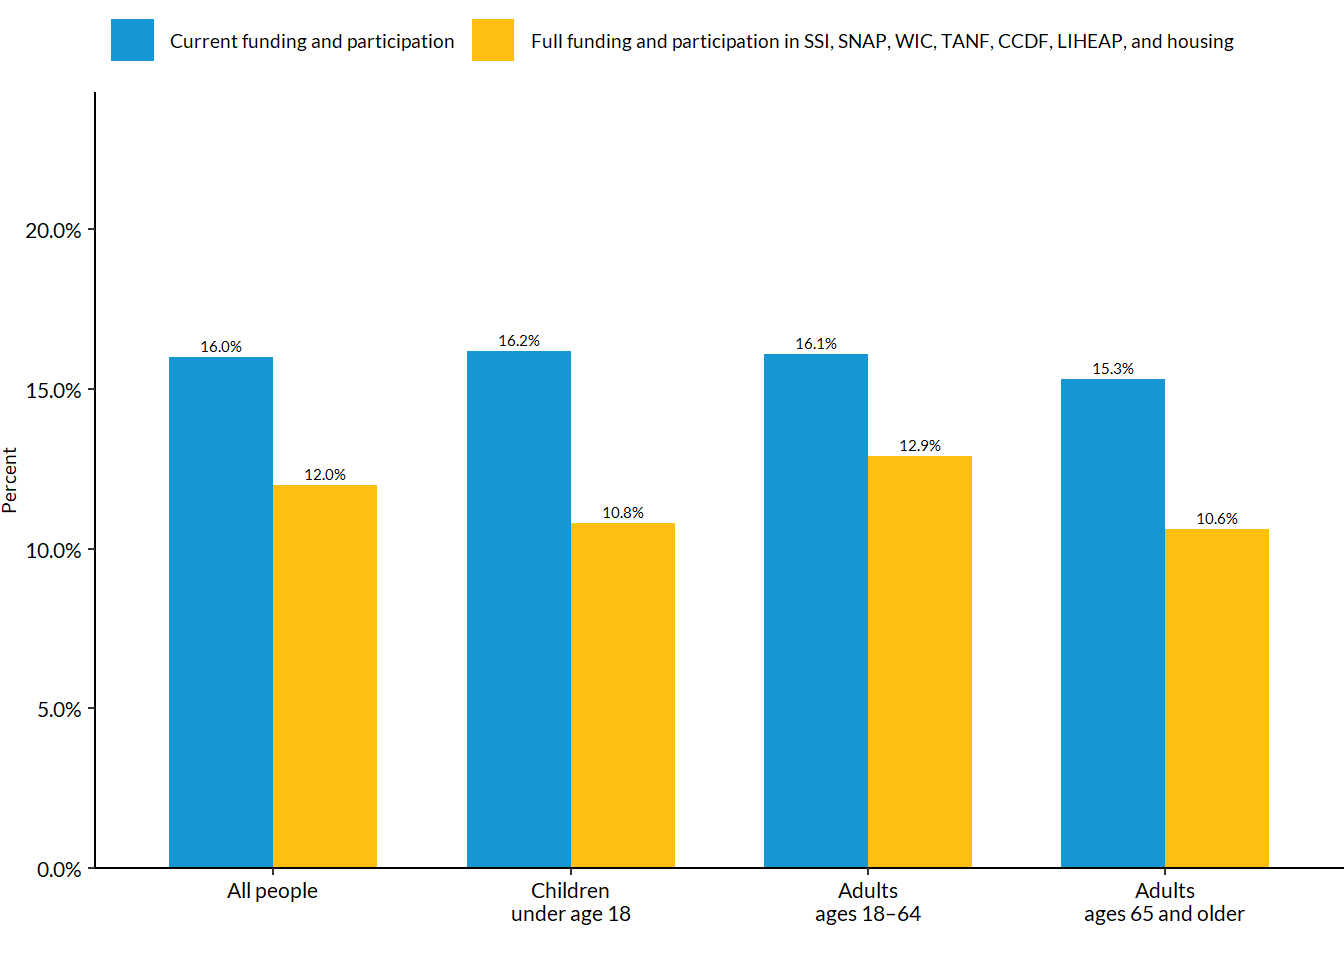 Current funding and participation
Full funding and participation in SSI, SNAP, WIC, TANF, CCDF, LIHEAP, and housing
Percent
20.0%
15.0%
10.0%
5.0%
0.0%
16.0%
12.0%
16.2%
10.8%
16.1%
12.9%
15.3%
10.6%
All people
Children
under age 18
Adults
ages 18–64
Adults
ages 65 and older